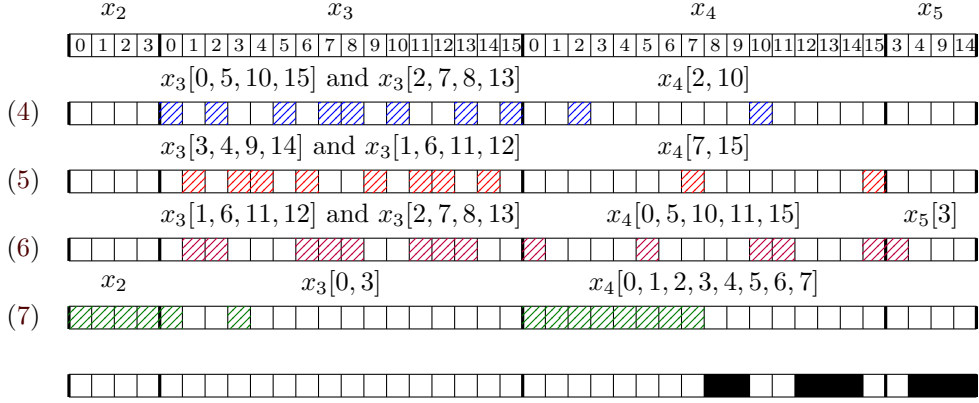 x₂ x₃ x₄ x₅
0 1 2 3 0 1 2 3 4 5 6 7 8 9 10 11 12 13 14 15 0 1 2 3 4 5 6 7 8 9 10 11 12 13 14 15 3 4 9 14
x₃[0, 5, 10, 15] and x₃[2, 7, 8, 13] x₄[2, 10]
(4)
x₃[3, 4, 9, 14] and x₃[1, 6, 11, 12] x₄[7, 15]
(5)
x₃[1, 6, 11, 12] and x₃[2, 7, 8, 13] x₄[0, 5, 10, 11, 15] x₅[3]
(6)
x₂ x₃[0, 3] x₄[0, 1, 2, 3, 4, 5, 6, 7]
(7)